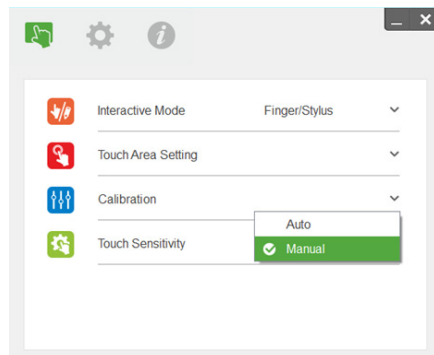 Interactive Mode Finger/Stylus
Touch Area Setting
Calibration
Auto
Touch Sensitivity
Manual